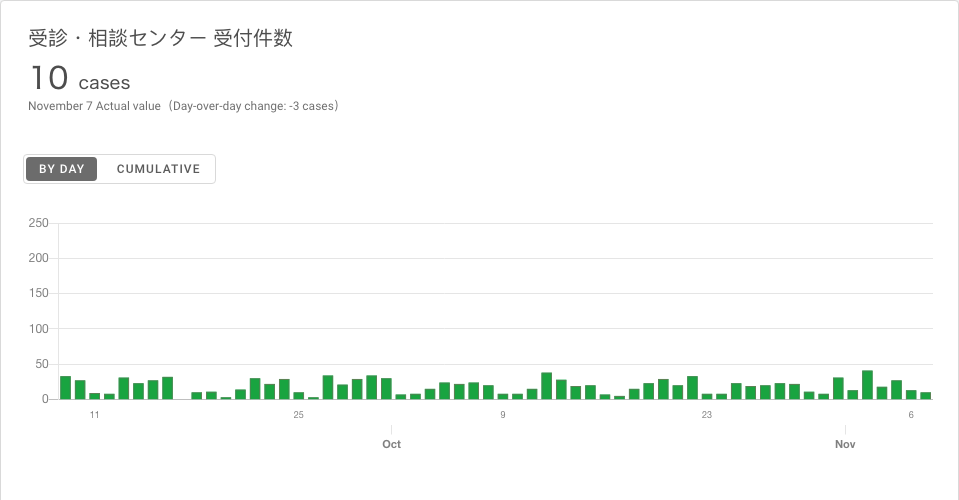 受診・相談センター 受付件数
10 cases
November 7 Actual value（Day-over-day change: -3 cases）
BY DAY CUMULATIVE
250
200
150
100
50
0
11 25 9 23 6
Oct Nov